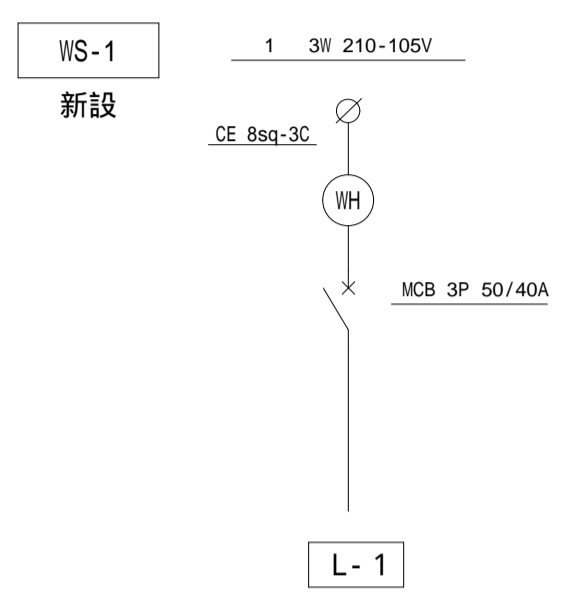 WS-1
1 3W 210-105V
新設
CE 8sq-3C
WH
MCB 3P 50/40A
L- 1